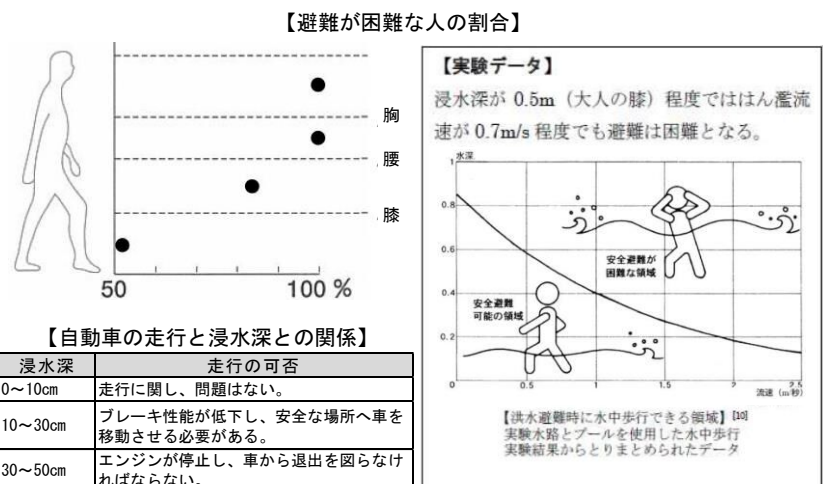 【避難が困難な人の割合】
胸
腰
膝
50
100 %
【自動車の走行と浸水深との関係】
浸水深
走行の可否
0～10cm
走行に関し、問題はない。
10～30cm
ブレーキ性能が低下し、安全な場所へ車を
移動させる必要がある。
30～50cm
エンジンが停止し、車から退出を図らなけ
ればならない。
【実験データ】
浸水深が 0.5m（大人の膝）程度でははん濫流
速が 0.7m/s 程度でも避難は困難となる。
水深
1
0.8
0.6
0.4
0.2
0
0.5
1
1.5
2
2.5
流速（m/秒）
安全避難が
困難な領域
安全避難
可能の領域
【洪水避難時に水中歩行できる領域】[10]
実験水路とプールを使用した水中歩行
実験結果からとりまとめられたデータ